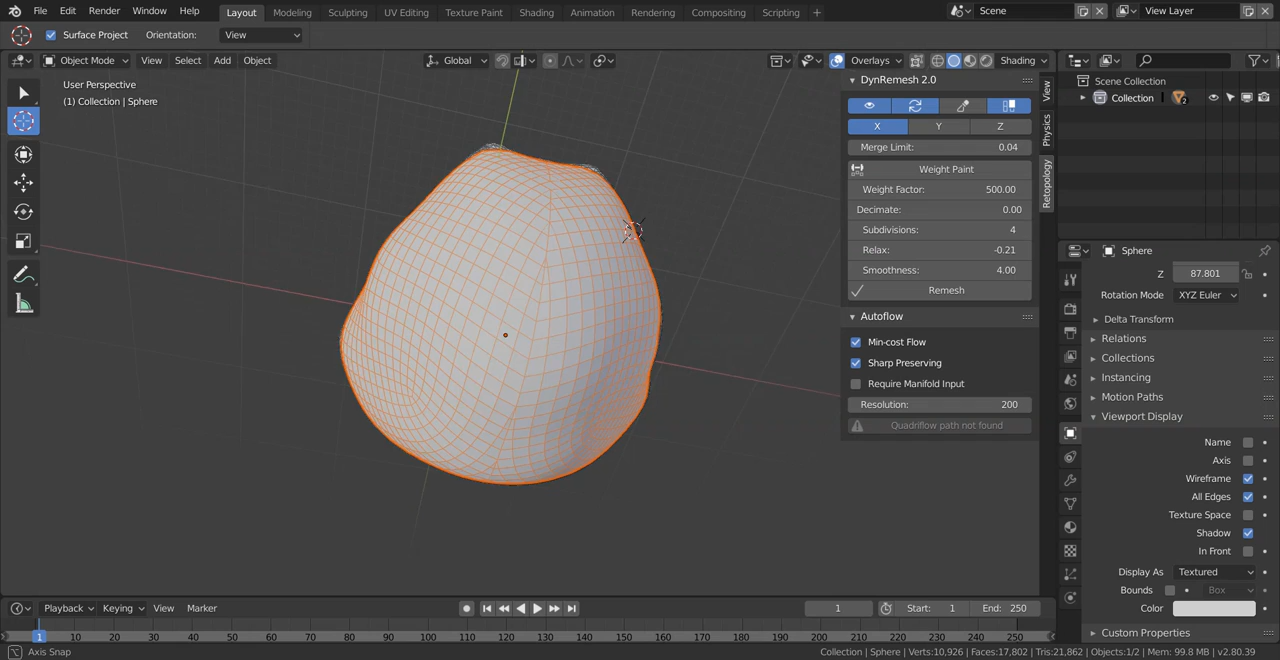 File Edit Render Window Help Layout Modeling Sculpting UV Editing Texture Paint Shading Animation Rendering Compositing Scripting + Scene View Layer
Surface Project Orientation: View
Object Mode View Select Add Object Global Overlays Shading
User Perspective
(1) Collection | Sphere
DynRemesh 2.0
X Y Z
Merge Limit: 0.04
Weight Paint
Weight Factor: 500.00
Decimate: 0.00
Subdivisions: 4
Relax: -0.21
Smoothness: 4.00
Remesh
Autoflow
Min-cost Flow
Sharp Preserving
Require Manifold Input
Resolution: 200
Quadriflow path not found
View
Physics
Retopology
Scene Collection
Collection 2
Sphere
Z 87.801
Rotation Mode XYZ Euler
Delta Transform
Relations
Collections
Instancing
Motion Paths
Viewport Display
Name
Axis
Wireframe
All Edges
Texture Space
Shadow
In Front
Display As Textured
Bounds Box
Color
Custom Properties
Playback Keying View Marker 1 Start: 1 End: 250
1 10 20 30 40 50 60 70 80 90 100 110 120 130 140 150 160 170 180 190 200 210 220 230 240 250
Axis Snap Collection | Sphere | Verts:10,926 | Faces:17,802 | Tris:21,862 | Objects:1/2 | Mem: 99.8 MB | v2.80.39